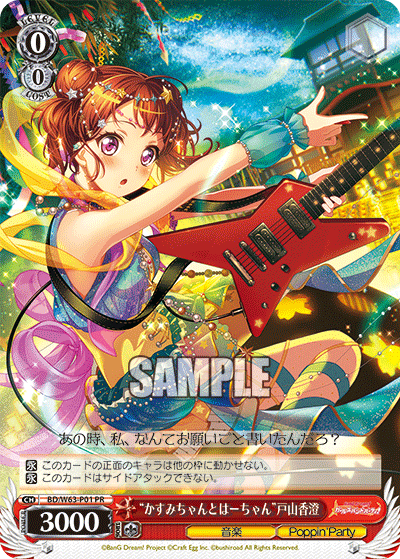 LEVEL
0
0
COST
SAMPLE
あの時、私、なんてお願いごと書いたんだろ？
永 このカードの正面のキャラは他の枠に動かせない。
永 このカードはサイドアタックできない。
CH BD/W63-P01 PR
3000
"かすみちゃんとはーちゃん"戸山香澄
音楽
Poppin'Party
©BanG Dream! Project ©Craft Egg Inc. ©bushiroad All Rights Reserved.